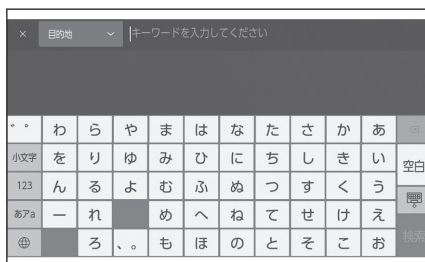 × 目的地 キーワードを入力してください
゛゜ わ ら や ま は な た さ か あ
小文字 を り ゆ み ひ に ち し き い 空白
123 ん る よ む ふ ぬ つ す く う
あアa ー れ め へ ね て せ け え
ろ 、。 も ほ の と そ こ お 検索